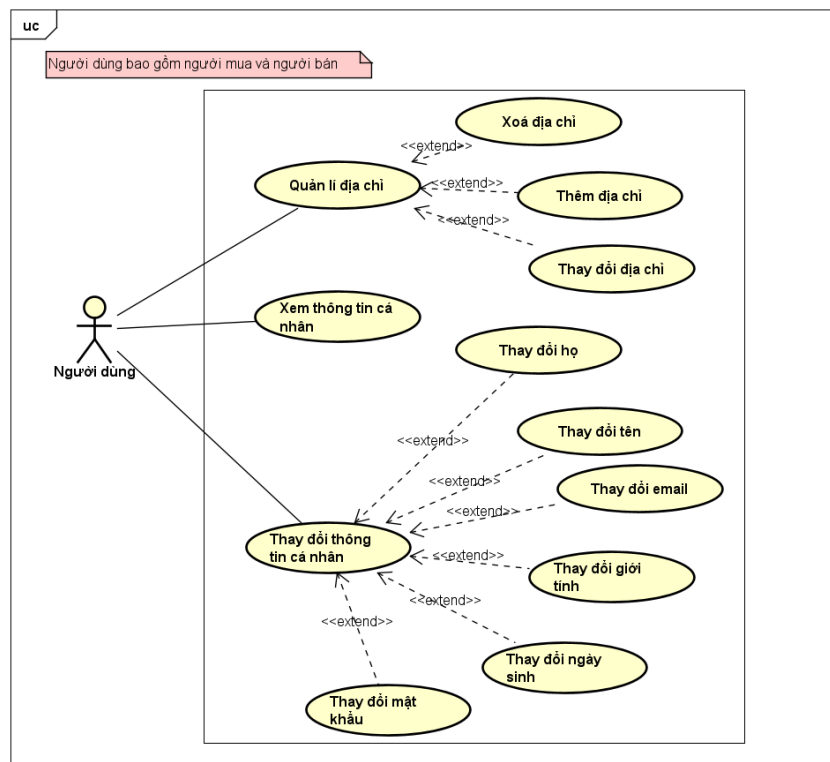 uc
Người dùng bao gồm người mua và người bán
Xoá địa chỉ
<<extend>>
Quản lí địa chỉ
<<extend>>
Thêm địa chỉ
<<extend>>
Thay đổi địa chỉ
Xem thông tin cá
nhân
Thay đổi họ
Người dùng
<<extend>>
Thay đổi tên
<<extend>>
Thay đổi email
<<extend>>
Thay đổi thông
tin cá nhân
<<extend>>
Thay đổi giới
tính
<<extend>>
<<extend>>
Thay đổi ngày
sinh
Thay đổi mật
khẩu